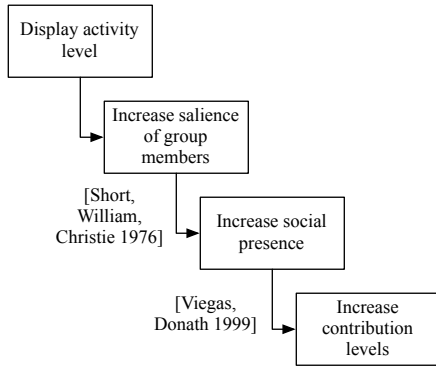 Display activity
level
Increase salience
of group
members
[Short,
William,
Christie 1976]
Increase social
presence
[Viegas,
Donath 1999]
Increase
contribution
levels